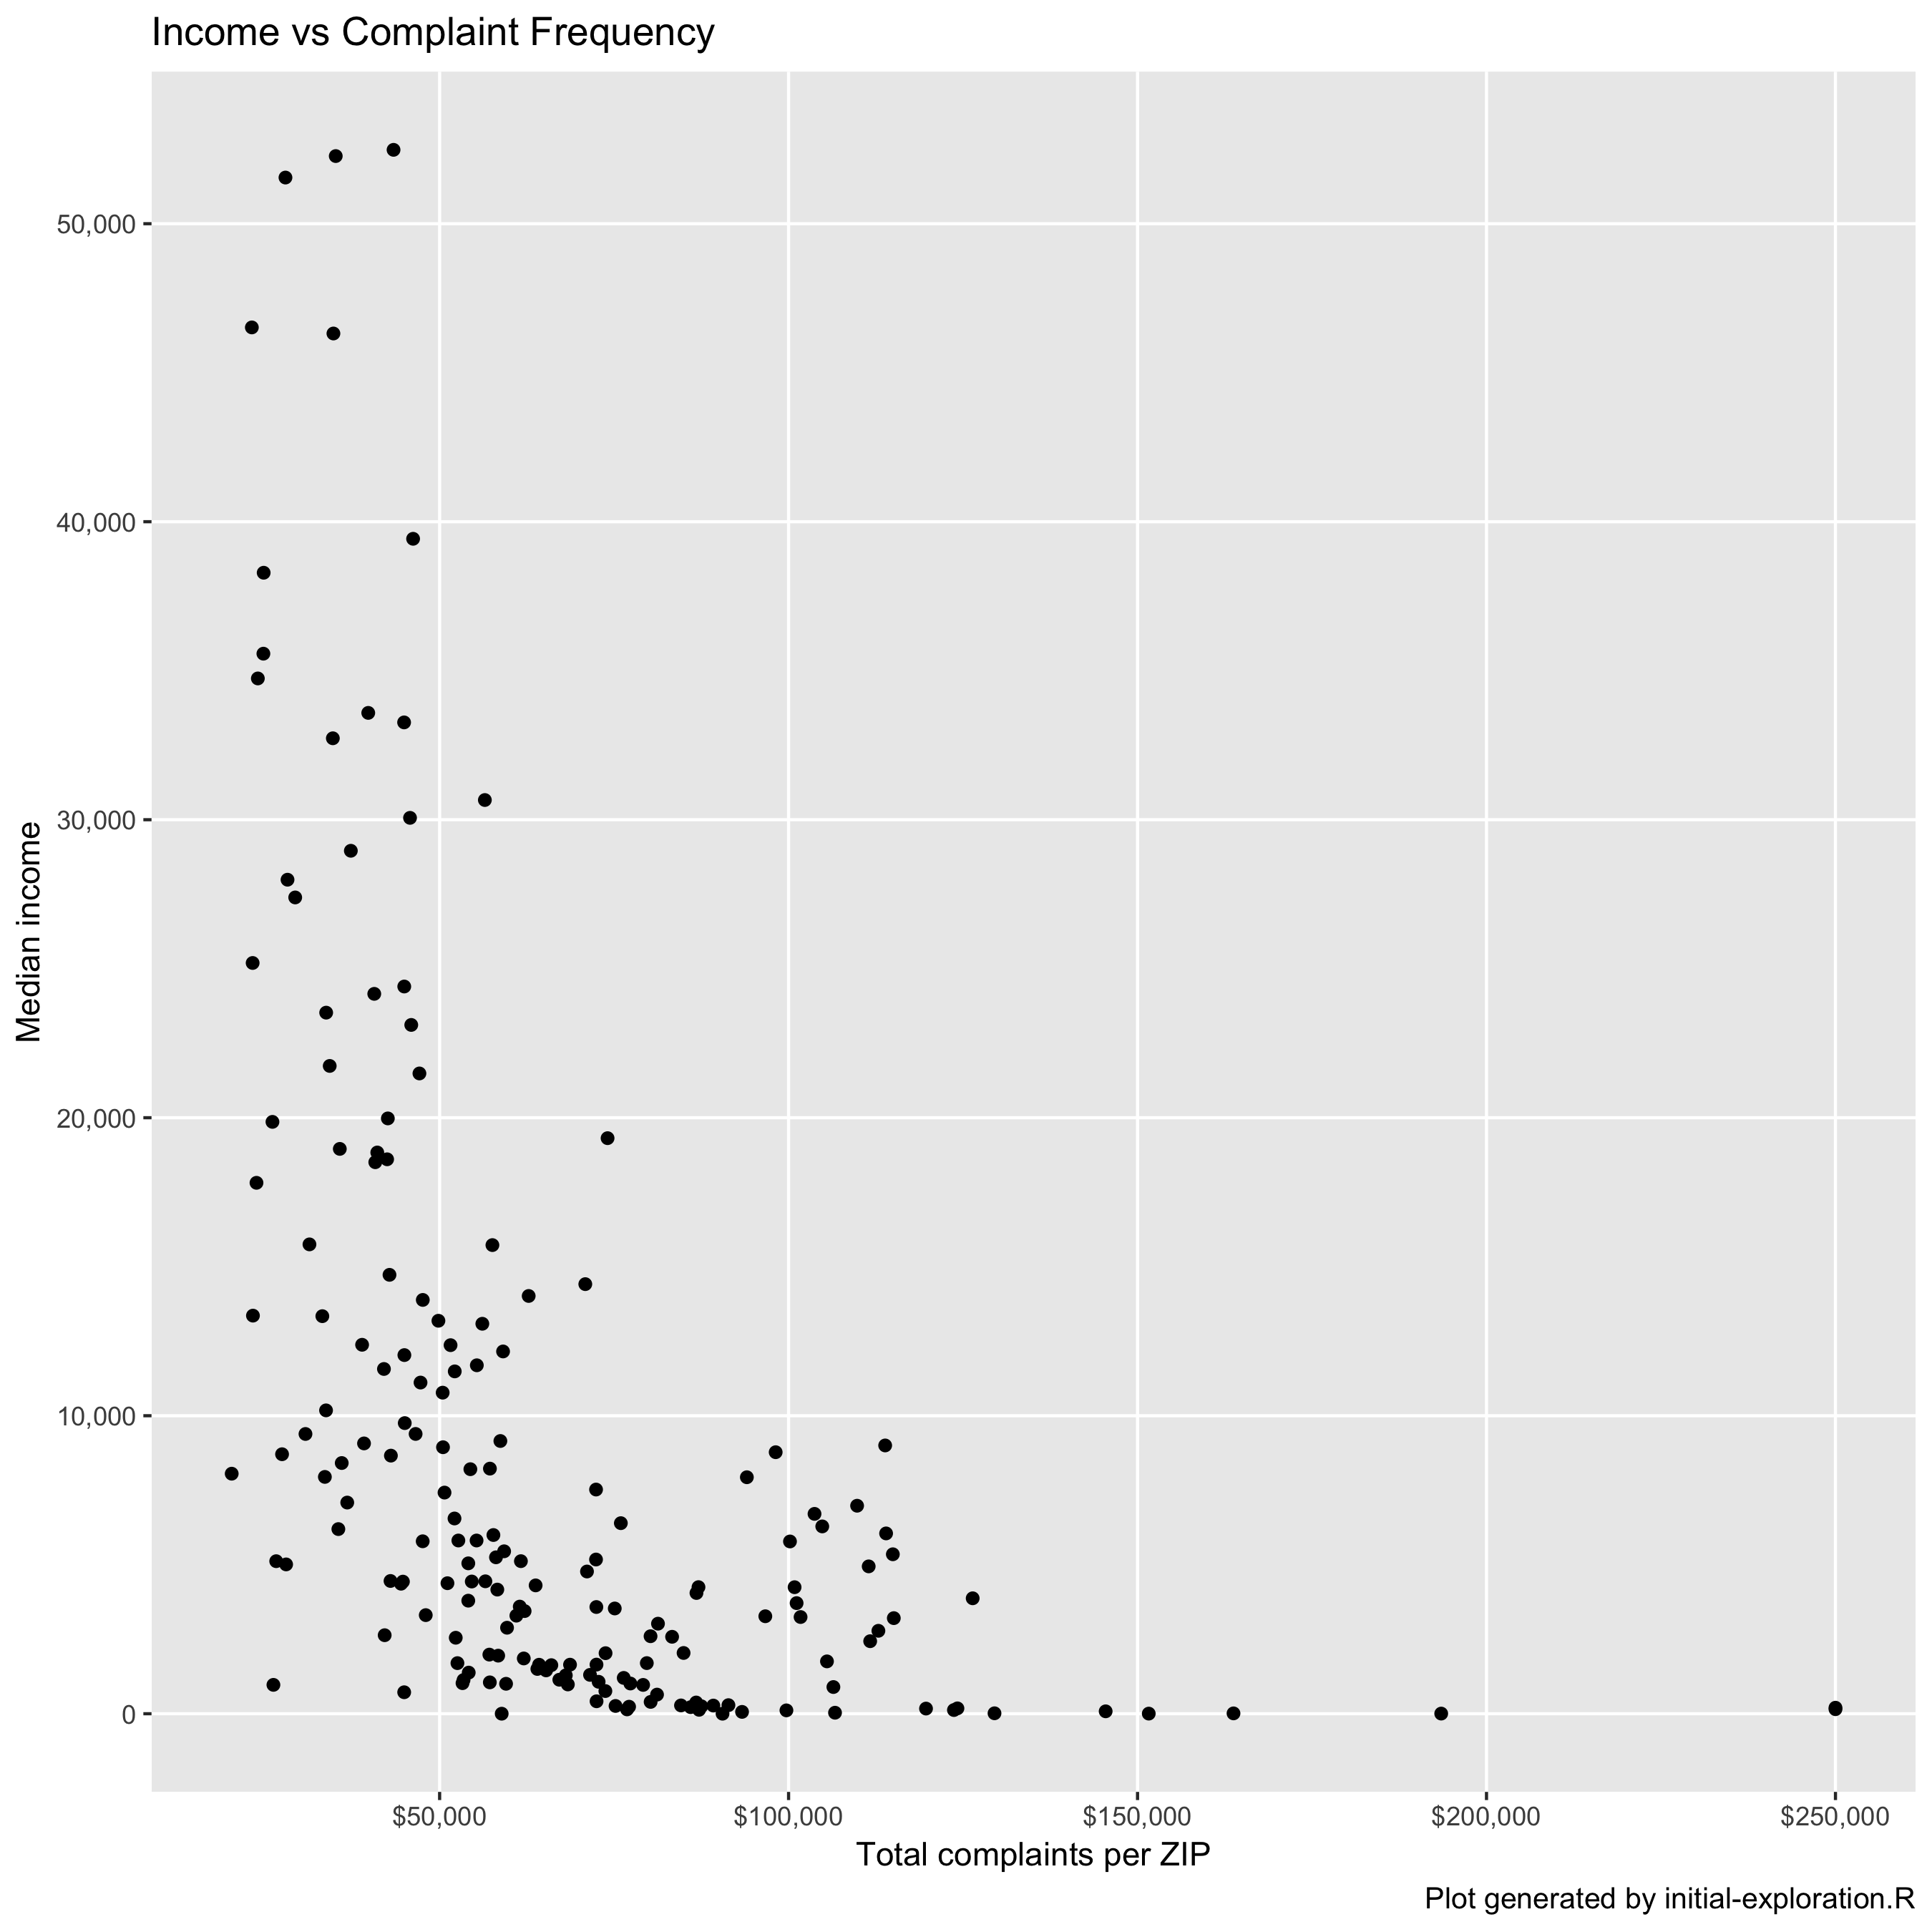 Income vs Complaint Frequency
Median income
50,000
40,000
30,000
20,000
10,000
0
$50,000
$100,000
$150,000
$200,000
$250,000
Total complaints per ZIP
Plot generated by initial-exploration.R